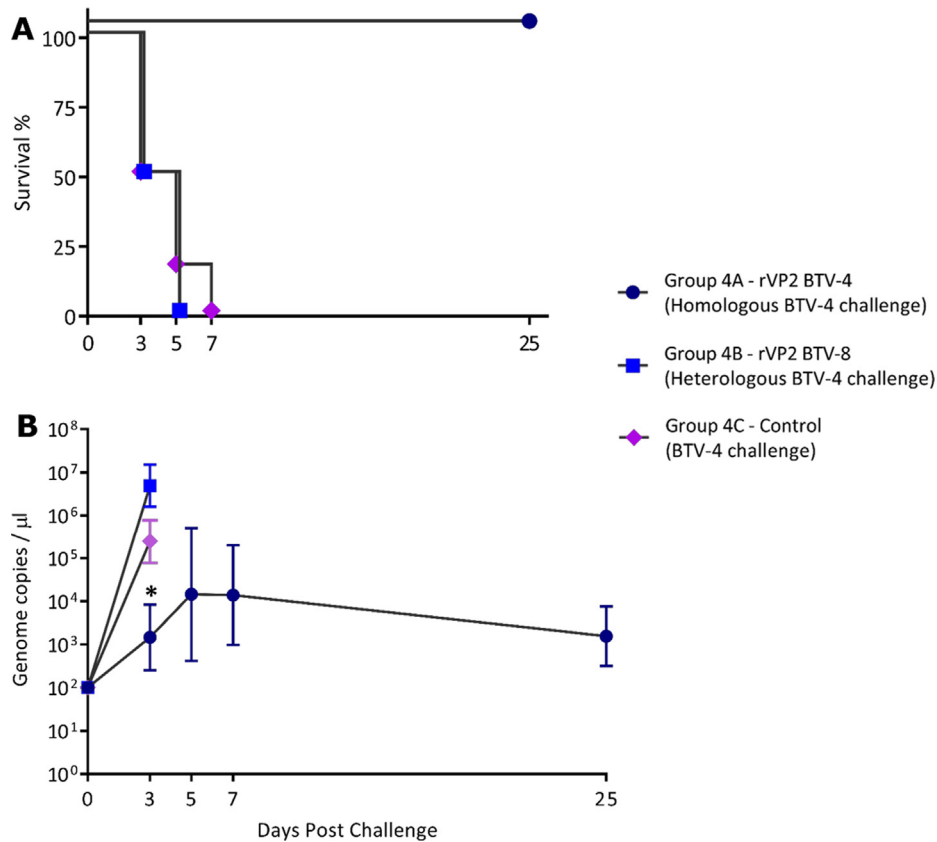 A
Survival %
100
75
50
25
0
0 3 5 7 25
Group 4A - rVP2 BTV-4
(Homologous BTV-4 challenge)
Group 4B - rVP2 BTV-8
(Heterologous BTV-4 challenge)
Group 4C - Control
(BTV-4 challenge)
B
Genome copies / µl
10⁸
10⁷
10⁶
10⁵
10⁴
10³
10²
10¹
10⁰
*
0 3 5 7 25
Days Post Challenge